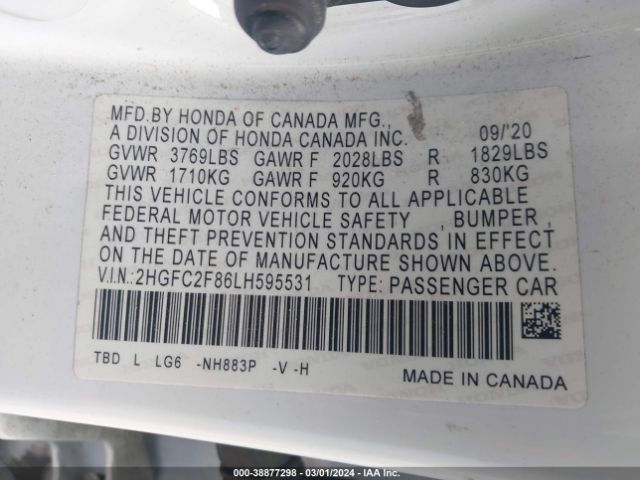 MFD.BY HONDA OF CANADA MFG.,
A DIVISION OF HONDA CANADA INC. 09/'20
GVWR 3769LBS GAWR F 2028LBS R 1829LBS
GVWR 1710KG GAWR F 920KG R 830KG
THIS VEHICLE CONFORMS TO ALL APPLICABLE
FEDERAL MOTOR VEHICLE SAFETY , BUMPER ,
AND THEFT PREVENTION STANDARDS IN EFFECT
ON THE DATE OF MANUFACTURE SHOWN ABOVE.
V.I.N.:2HGFC2F86LH595531 TYPE: PASSENGER CAR
TBD L LG6 -NH883P -V -H
MADE IN CANADA
000-38877298 - 03/01/2024 - IAA Inc.